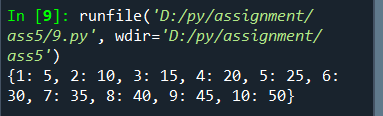 In [9]: runfile('D:/py/assignment/
ass5/9.py', wdir='D:/py/assignment/
ass5')
{1: 5, 2: 10, 3: 15, 4: 20, 5: 25, 6:
30, 7: 35, 8: 40, 9: 45, 10: 50}